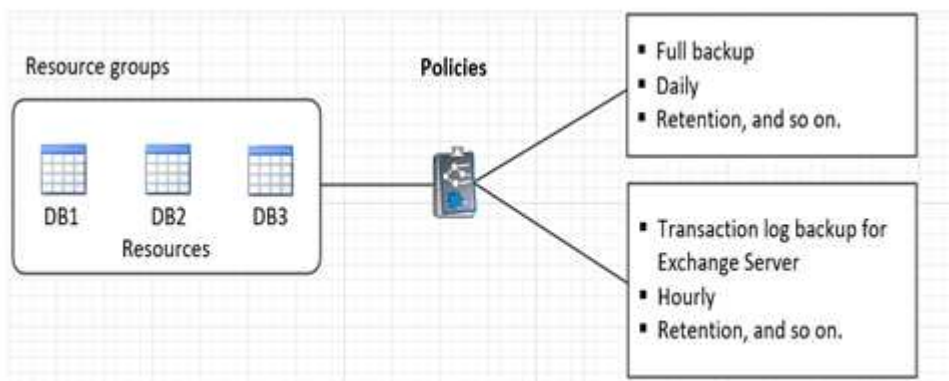 Resource groups
DB1
DB2
DB3
Resources
Policies
▪ Full backup
▪ Daily
▪ Retention, and so on.
▪ Transaction log backup for
Exchange Server
▪ Hourly
▪ Retention, and so on.